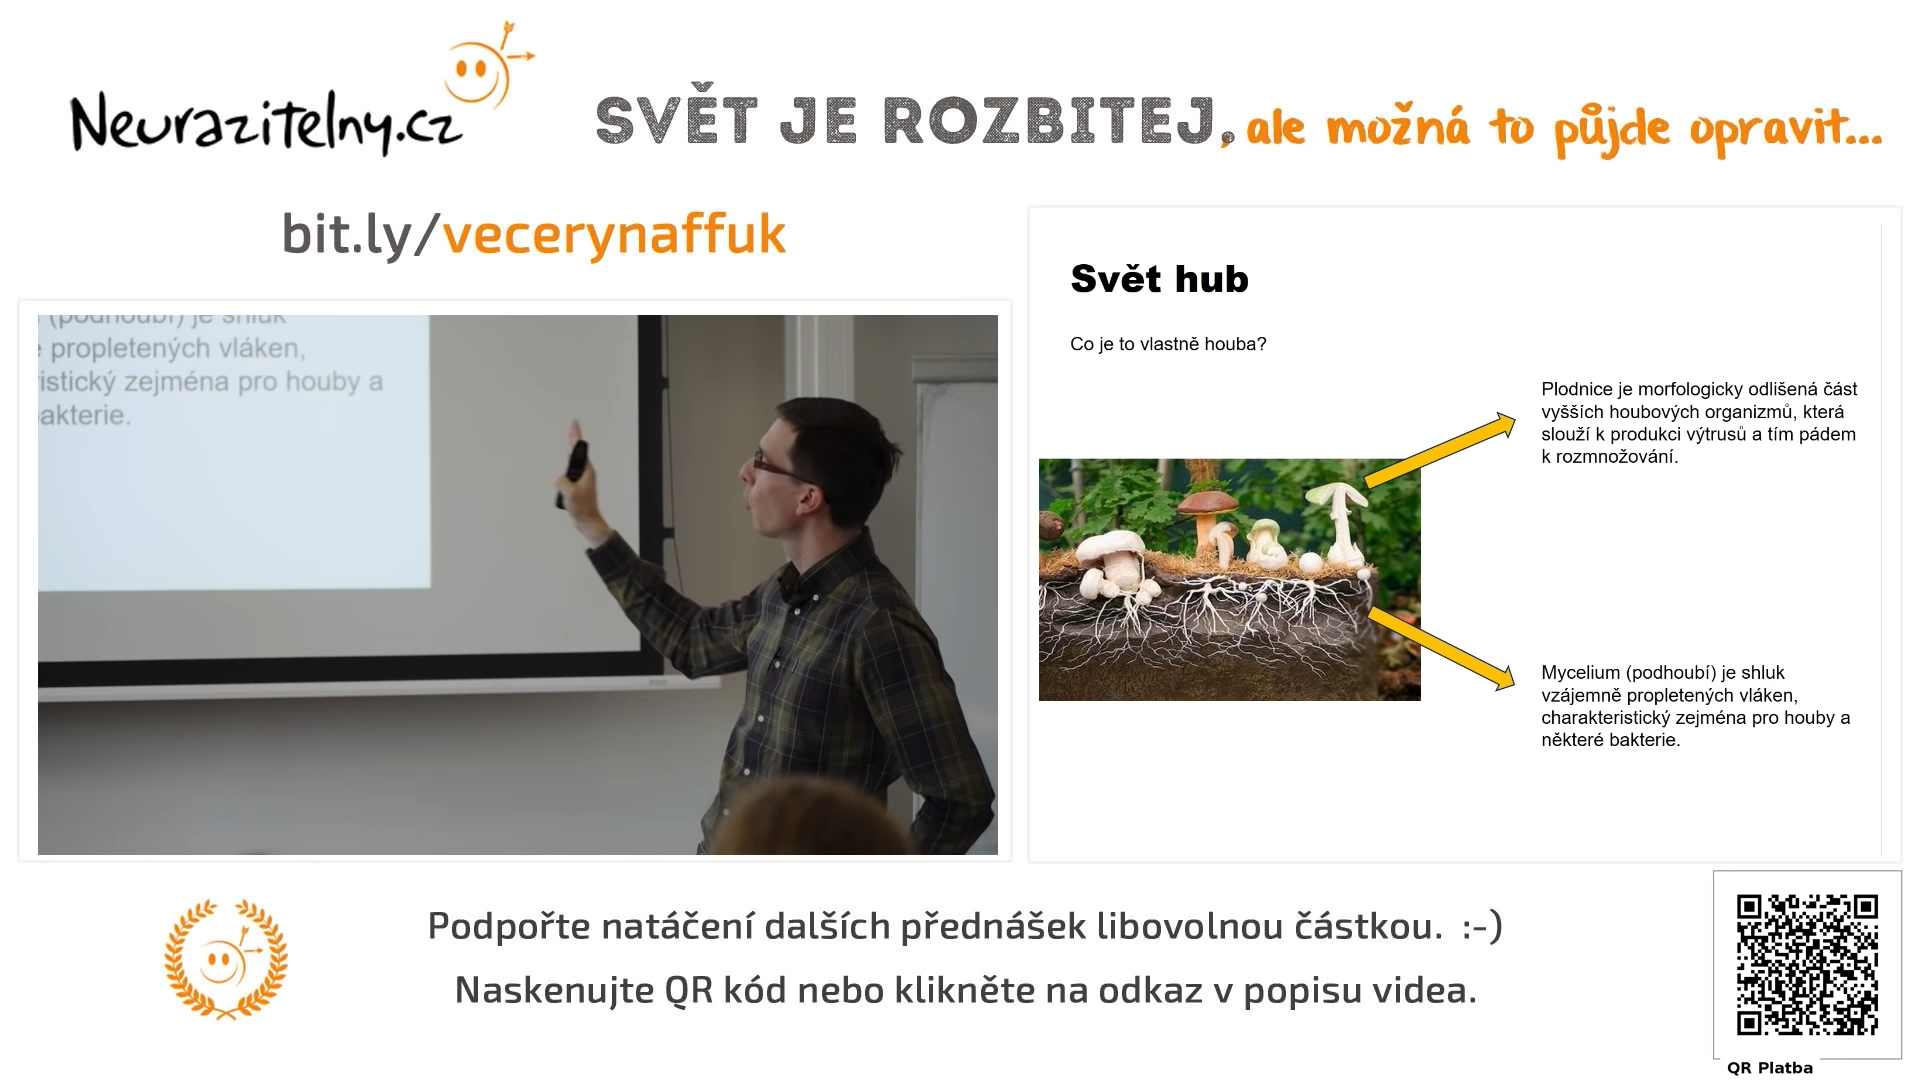 Neurazitelny.cz
SVĚT JE ROZBITEJ, ale možná to půjde opravit...
bit.ly/vecerynaffuk
(podhoubí) je shluk
propletených vláken,
ristický zejména pro houby a
akterie.
Svět hub
Co je to vlastně houba?
Plodnice je morfologicky odlišená část
vyšších houbových organizmů, která
slouží k produkci výtrusů a tím pádem
k rozmnožování.
Mycelium (podhoubí) je shluk
vzájemně propletených vláken,
charakteristický zejména pro houby a
některé bakterie.
Podpořte natáčení dalších přednášek libovolnou částkou. :-)
Naskenujte QR kód nebo klikněte na odkaz v popisu videa.
QR Platba